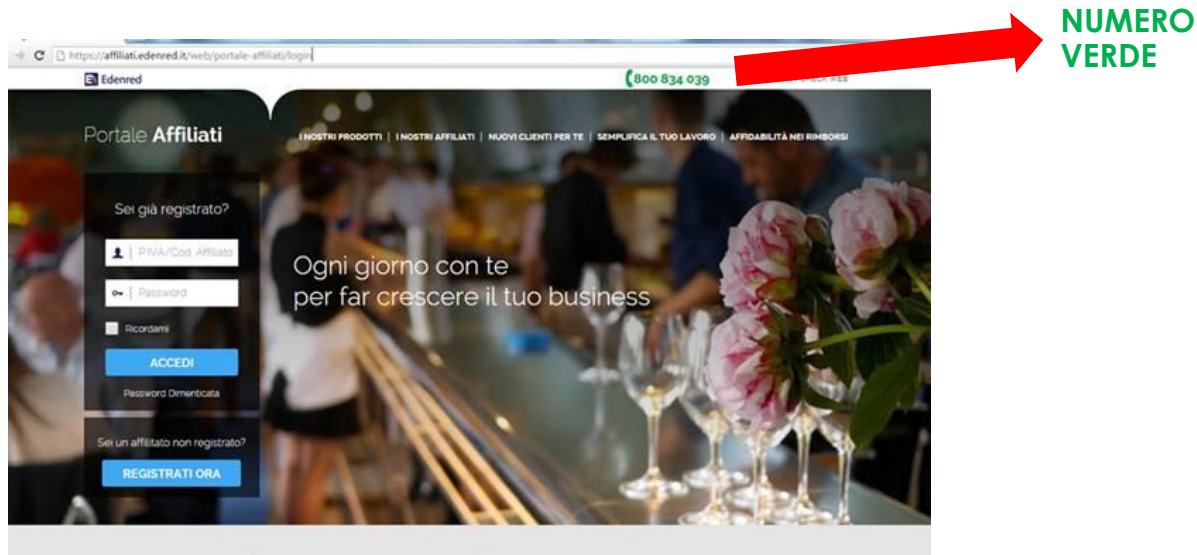 NUMERO
VERDE
https://affiliati.edenred.it/web/portale-affiliati/login
Edenred
800 834 039
WEB
Portale Affiliati
I NOSTRI PRODOTTI | I NOSTRI AFFILIATI | NUOVI CLIENTI PER TE | SEMPLIFICA IL TUO LAVORO | AFFIDABILITÀ NEI RIMBORSI
Sei già registrato?
P.IVA/Cod. Affiliato
Password
Ricordami
ACCEDI
Password Dimenticata
Ogni giorno con te
per far crescere il tuo business
Sei un affilitato non registrato?
REGISTRATI ORA